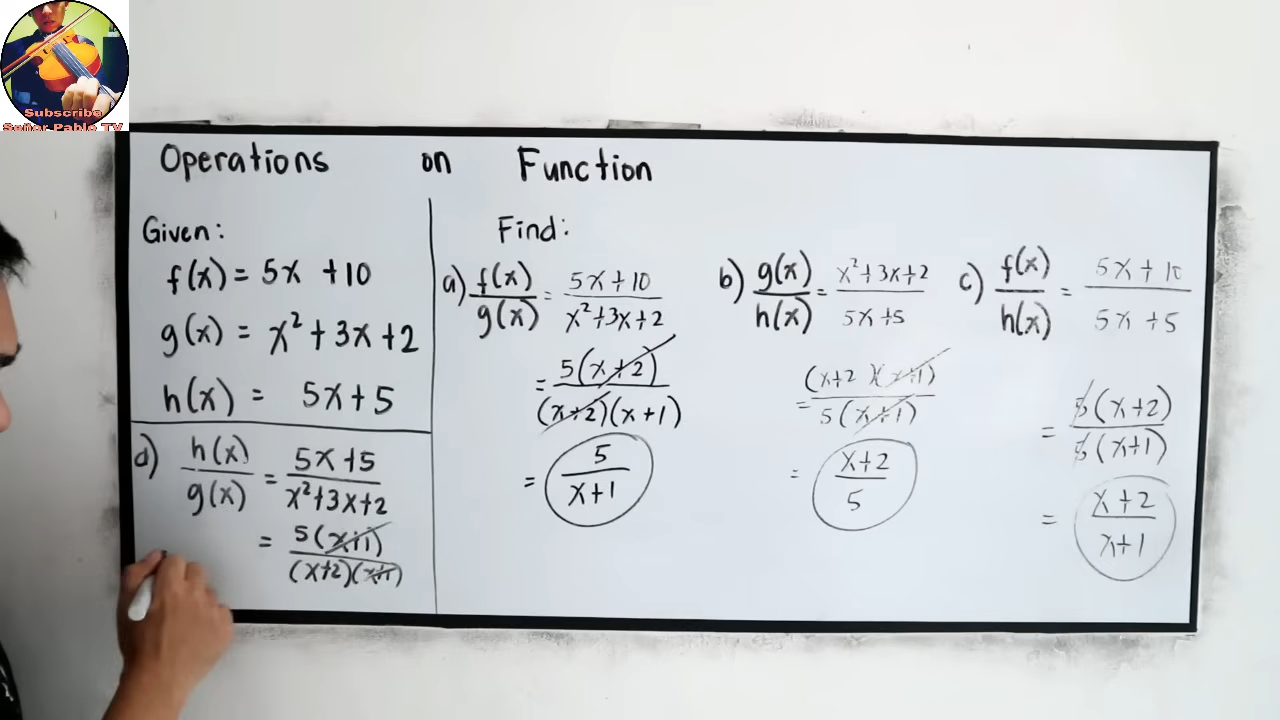 Subscribe
Señor Pablo TV
Operations on Function
Given:
f(x) = 5x + 10
g(x) = x² + 3x + 2
h(x) = 5x + 5
Find:
a) f(x)/g(x) = (5x + 10)/(x² + 3x + 2)
= 5(x+2)/(x+2)(x+1)
= 5/(x+1)
b) g(x)/h(x) = (x² + 3x + 2)/(5x + 5)
= (x+2)(x+1)/5(x+1)
= (x+2)/5
c) f(x)/h(x) = (5x + 10)/(5x + 5)
= 5(x+2)/5(x+1)
= (x+2)/(x+1)
d) h(x)/g(x) = (5x + 5)/(x² + 3x + 2)
= 5(x+1)/(x+2)(x+1)